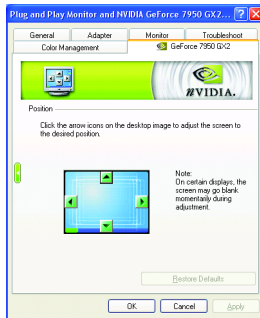 Plug and Play Monitor and NVIDIA GeForce 7950 GX2...
General
Adapter
Monitor
Troubleshoot
Color Management
GeForce 7950 GX2
NVIDIA.
Position
Click the arrow icons on the desktop image to adjust the screen to
the desired position.
Note:
On certain displays, the
screen may go blank
momentarily during
adjustment.
Restore Defaults
OK
Cancel
Apply